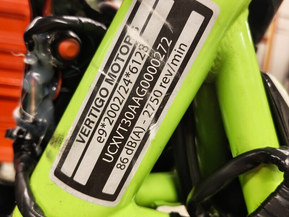 VERTIGO MOTORS
e9*2002/24*6128
UCXVT30AAG0000272
86 dB(A) - 2750 rev/min